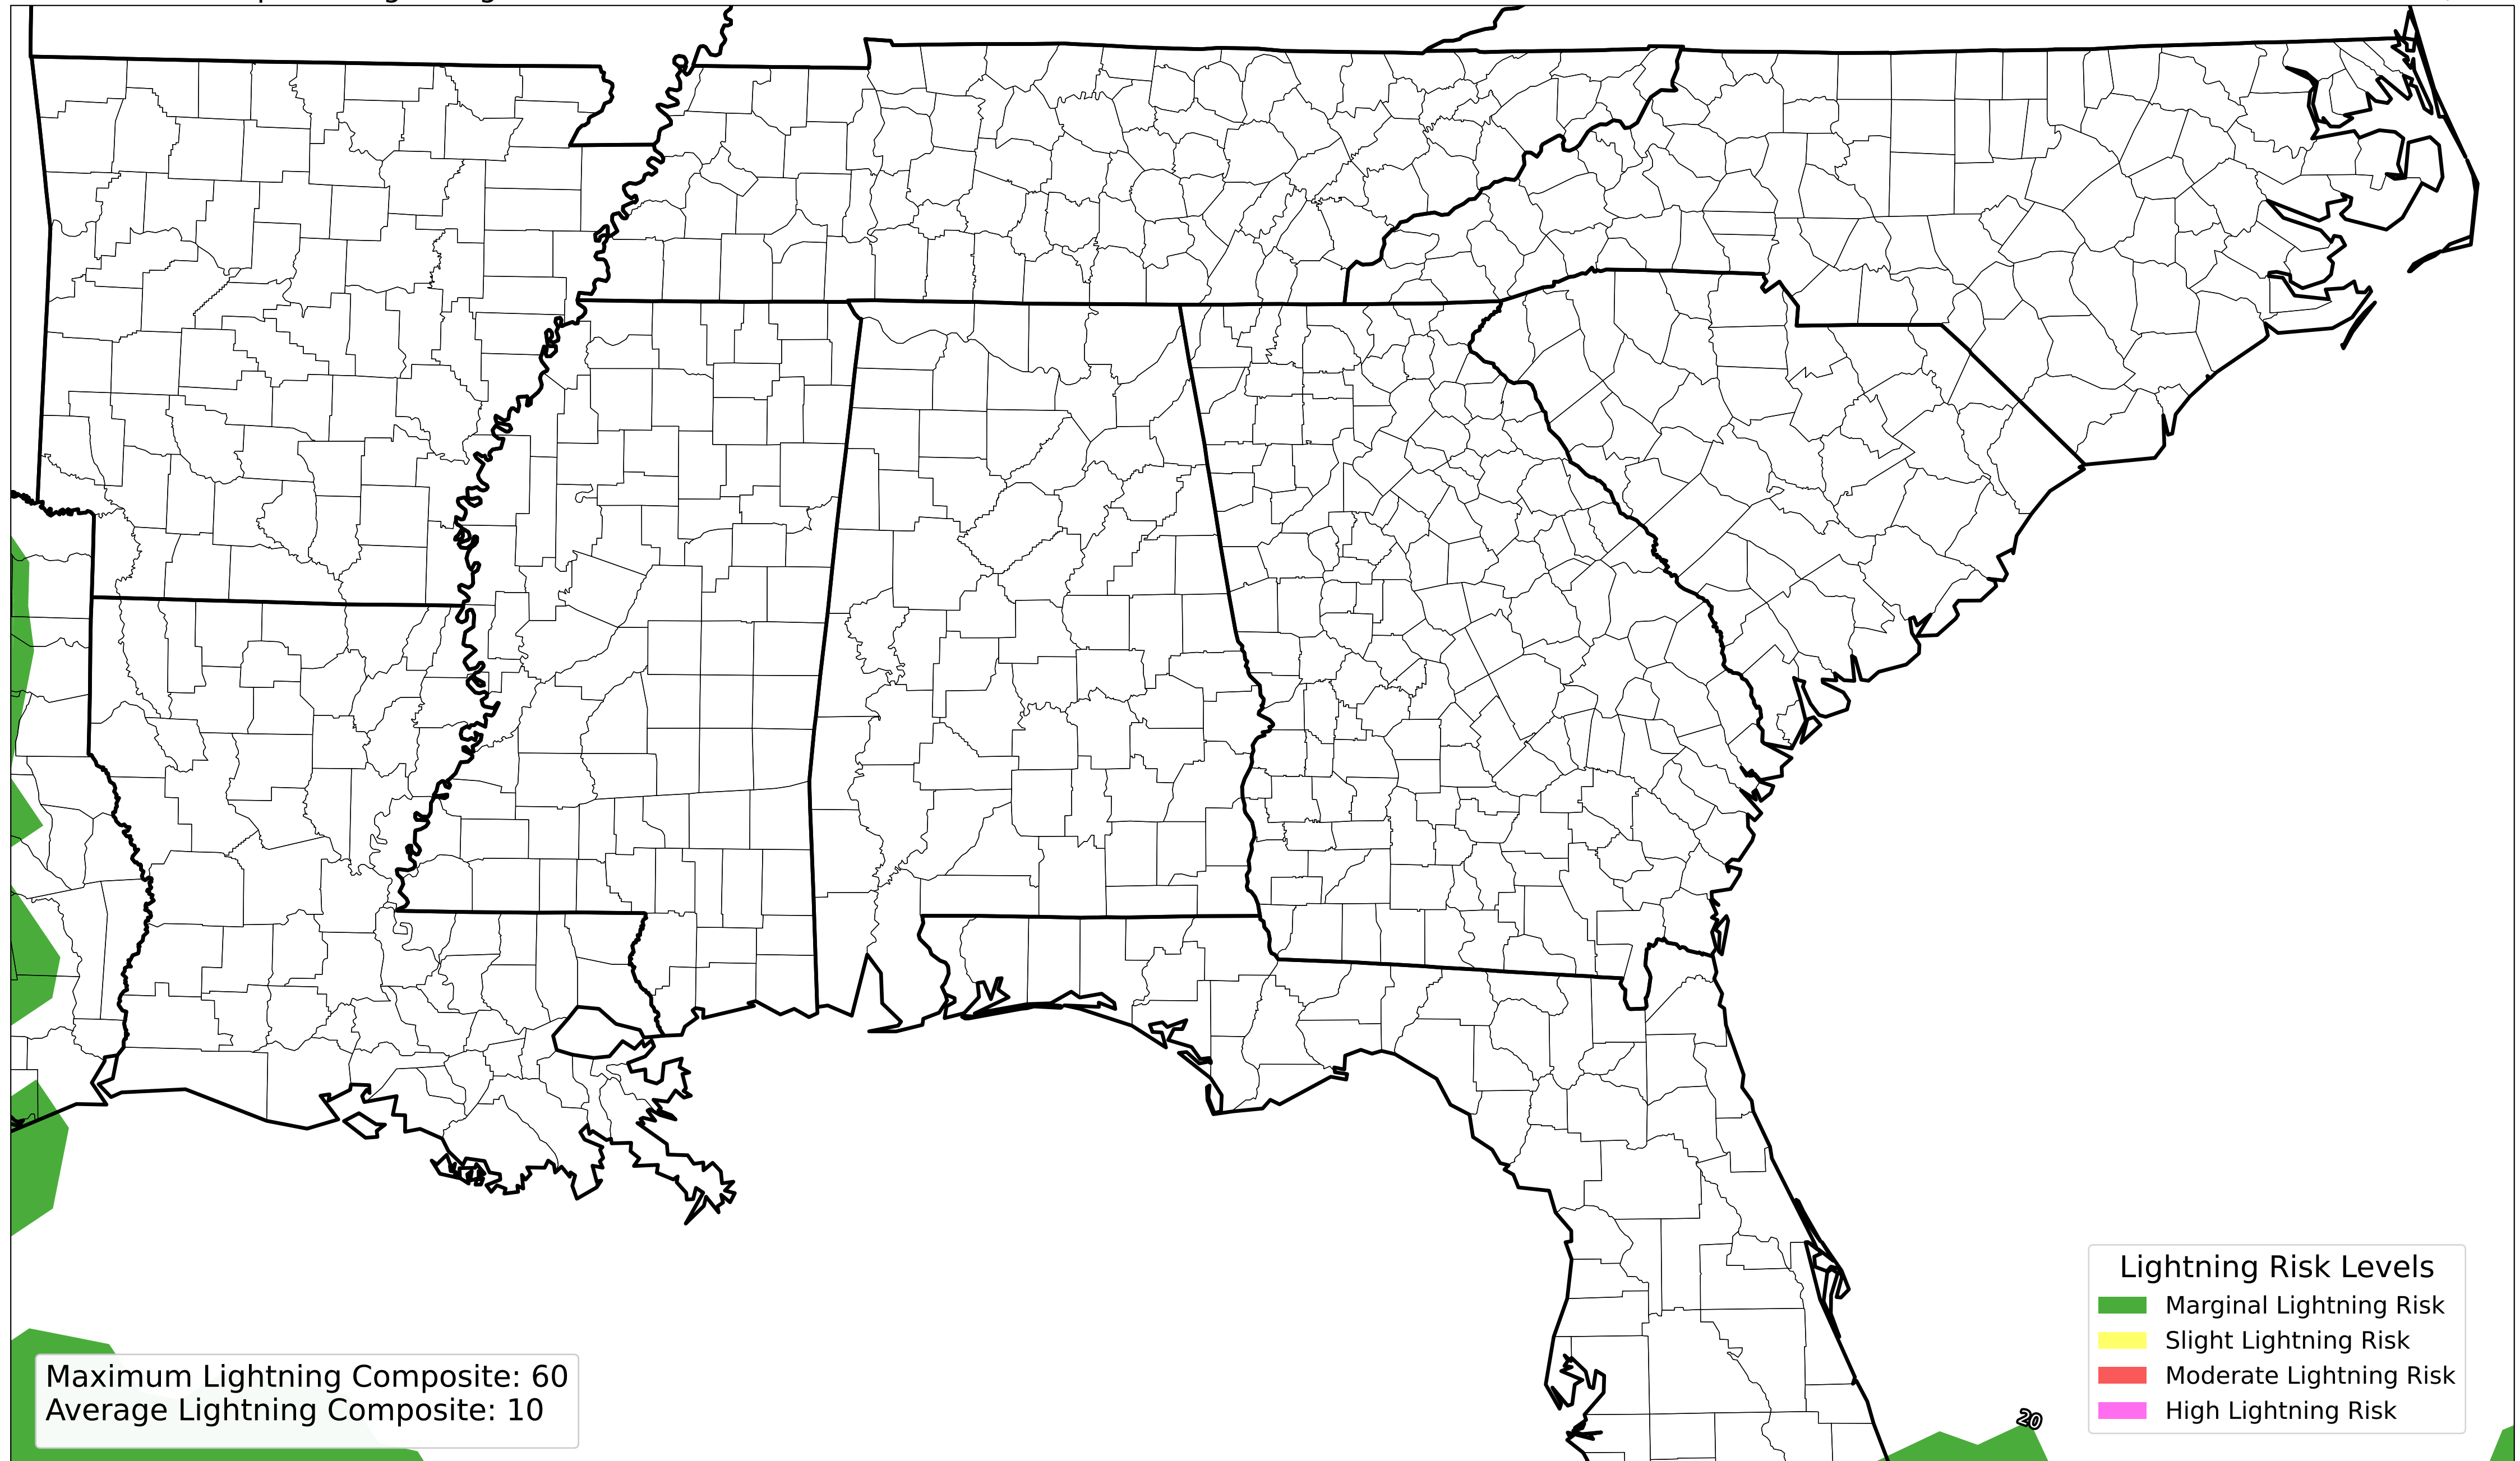 20
Lightning Risk Levels
Marginal Lightning Risk
Slight Lightning Risk
Moderate Lightning Risk
High Lightning Risk
Maximum Lightning Composite: 60
Average Lightning Composite: 10